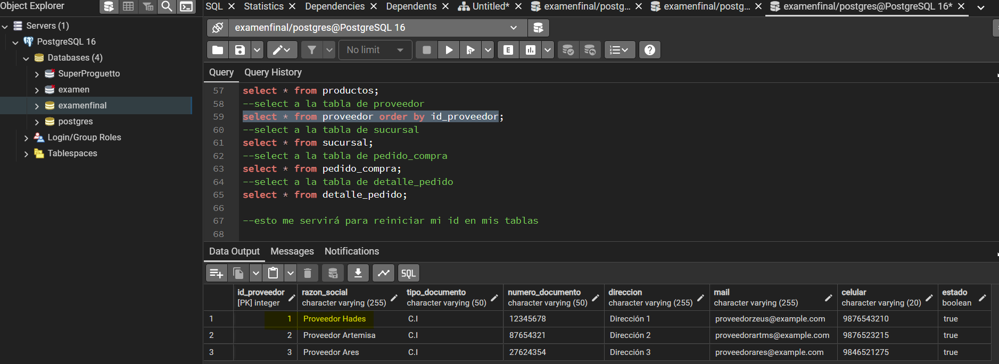 Object Explorer
Servers (1)
PostgreSQL 16
Databases (4)
SuperProguetto
examen
examenfinal
postgres
Login/Group Roles
Tablespaces
SQL Statistics Dependencies Dependents Untitled* examenfinal/postg... examenfinal/postg... examenfinal/postgres@PostgreSQL 16*
examenfinal/postgres@PostgreSQL 16
No limit E
Query Query History
57 select * from productos;
58 --select a la tabla de proveedor
59 select * from proveedor order by id_proveedor;
60 --select a la tabla de sucursal
61 select * from sucursal;
62 --select a la tabla de pedido_compra
63 select * from pedido_compra;
64 --select a la tabla de detalle_pedido
65 select * from detalle_pedido;
66
67 --esto me servirá para reiniciar mi id en mis tablas
68
Data Output Messages Notifications
SQL
id_proveedor razon_social tipo_documento numero_documento direccion mail celular estado
[PK] integer character varying (255) character varying (50) character varying (50) character varying (255) character varying (255) character varying (20) boolean
1 1 Proveedor Hades C.I 12345678 Dirección 1 proveedorzeus@example.com 9876543210 true
2 2 Proveedor Artemisa C.I 87654321 Dirección 2 proveedorartms@example.com 9876523215 true
3 3 Proveedor Ares C.I 27624354 Dirección 3 proveedorares@example.com 9846521275 true